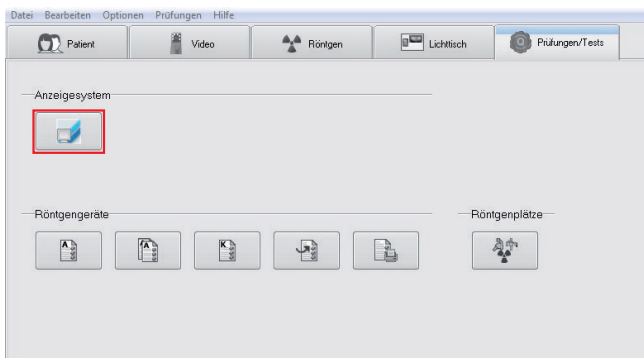 Datei Bearbeiten Optionen Prüfungen Hilfe
Patient Video Röntgen Lichttisch Prüfungen/Tests
Anzeigesystem
Röntgengeräte Röntgenplätze
A A K